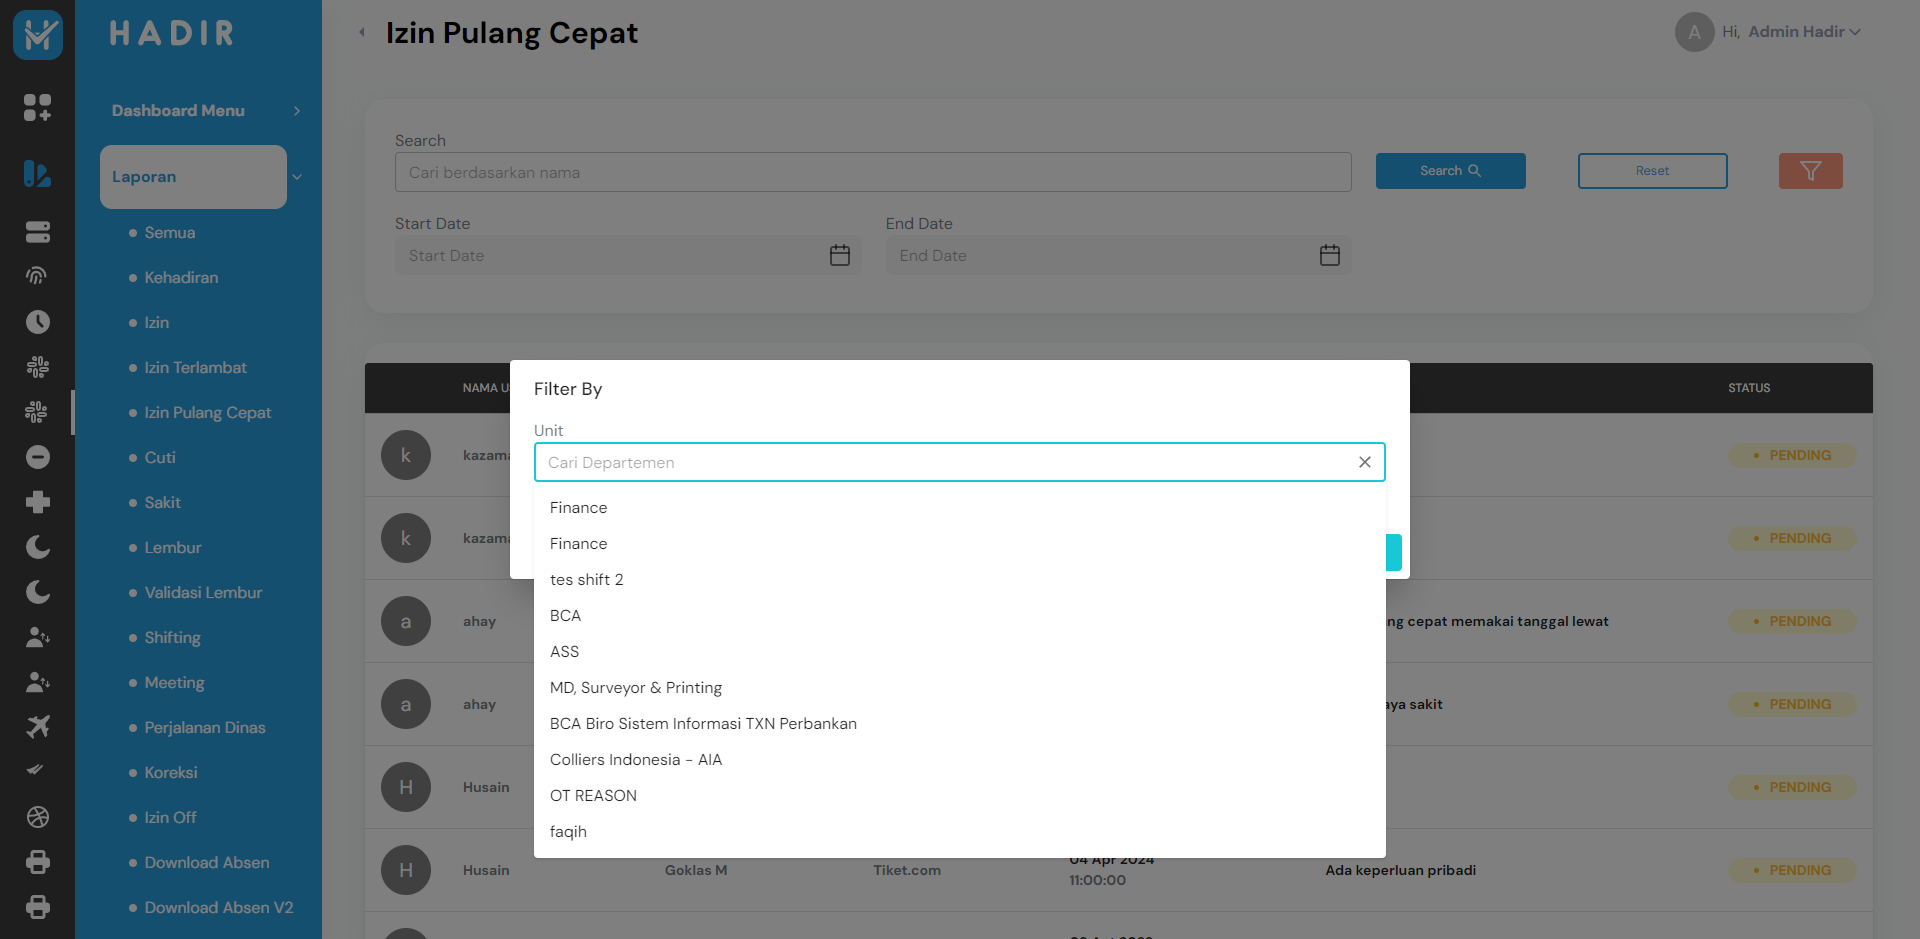 HADIR
Izin Pulang Cepat
A Hi, Admin Hadir
Dashboard Menu
Laporan
Semua
Kehadiran
Izin
Izin Terlambat
Izin Pulang Cepat
Cuti
Sakit
Lembur
Validasi Lembur
Shifting
Meeting
Perjalanan Dinas
Koreksi
Izin Off
Download Absen
Download Absen V2
Search
Cari berdasarkan nama
Search
Reset
Start Date
End Date
Start Date
End Date
NAMA U
STATUS
k kazam
PENDING
k kazam
PENDING
a ahay
ng cepat memakai tanggal lewat
PENDING
a ahay
aya sakit
PENDING
H Husain
PENDING
H Husain
Goklas M
Tiket.com
04 Apr 2024
11:00:00
Ada keperluan pribadi
PENDING
Filter By
Unit
Cari Departemen
Finance
Finance
tes shift 2
BCA
ASS
MD, Surveyor & Printing
BCA Biro Sistem Informasi TXN Perbankan
Colliers Indonesia - AIA
OT REASON
faqih